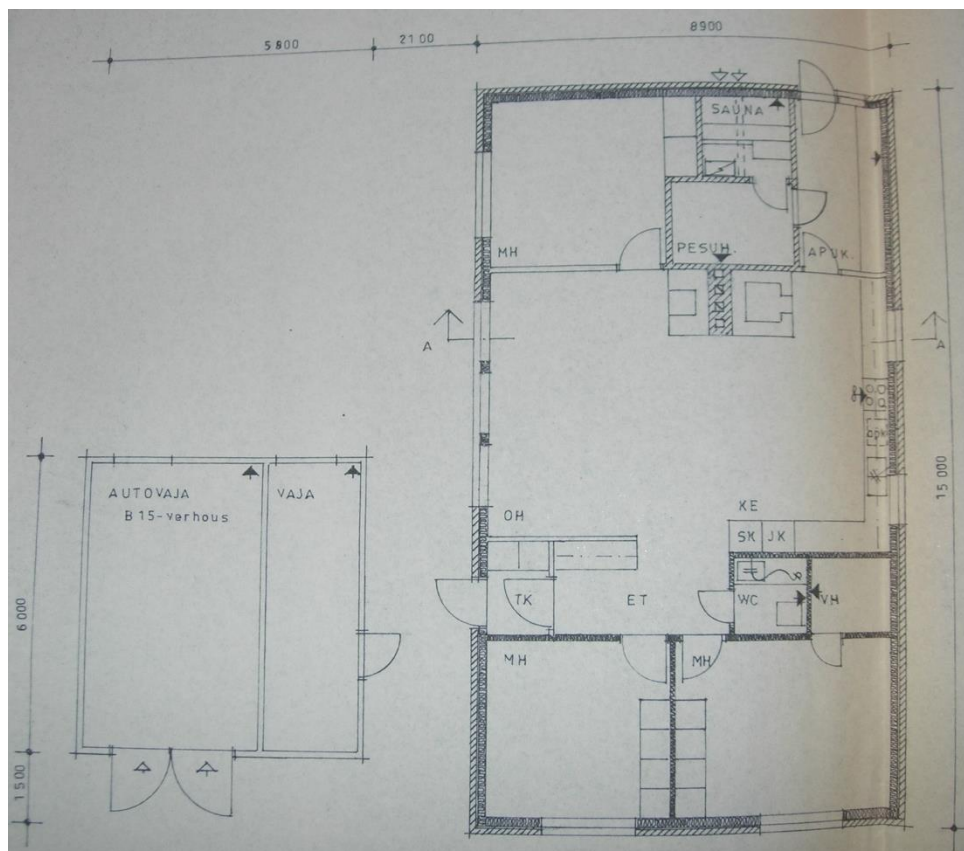 5800
2100
8900
SAUNA
MH
PESUH.
APUK.
A
A
15 000
AUTOVAJA
B 15-verhous
VAJA
OH
KE
SK
JK
TK
ET
WC
VH
MH
MH
6 000
1 500